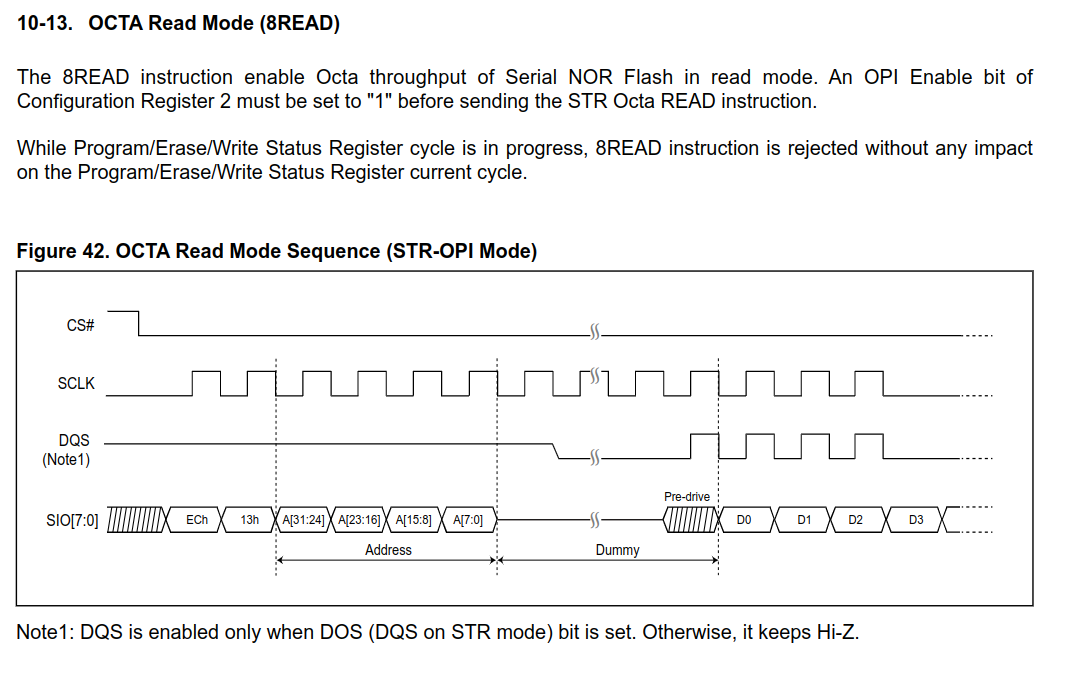 10-13. OCTA Read Mode (8READ)
The 8READ instruction enable Octa throughput of Serial NOR Flash in read mode. An OPI Enable bit of
Configuration Register 2 must be set to "1" before sending the STR Octa READ instruction.
While Program/Erase/Write Status Register cycle is in progress, 8READ instruction is rejected without any impact
on the Program/Erase/Write Status Register current cycle.
Figure 42. OCTA Read Mode Sequence (STR-OPI Mode)
CS#
SCLK
DQS
(Note1)
Pre-drive
SIO[7:0] ECh 13h A[31:24] A[23:16] A[15:8] A[7:0] D0 D1 D2 D3
Address Dummy
Note1: DQS is enabled only when DOS (DQS on STR mode) bit is set. Otherwise, it keeps Hi-Z.